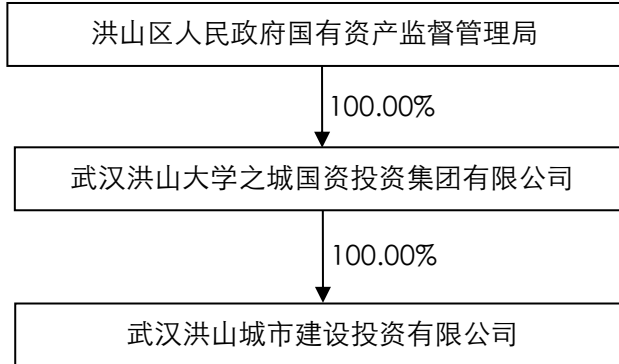 洪山区人民政府国有资产监督管理局
100.00%
武汉洪山大学之城国资投资集团有限公司
100.00%
武汉洪山城市建设投资有限公司